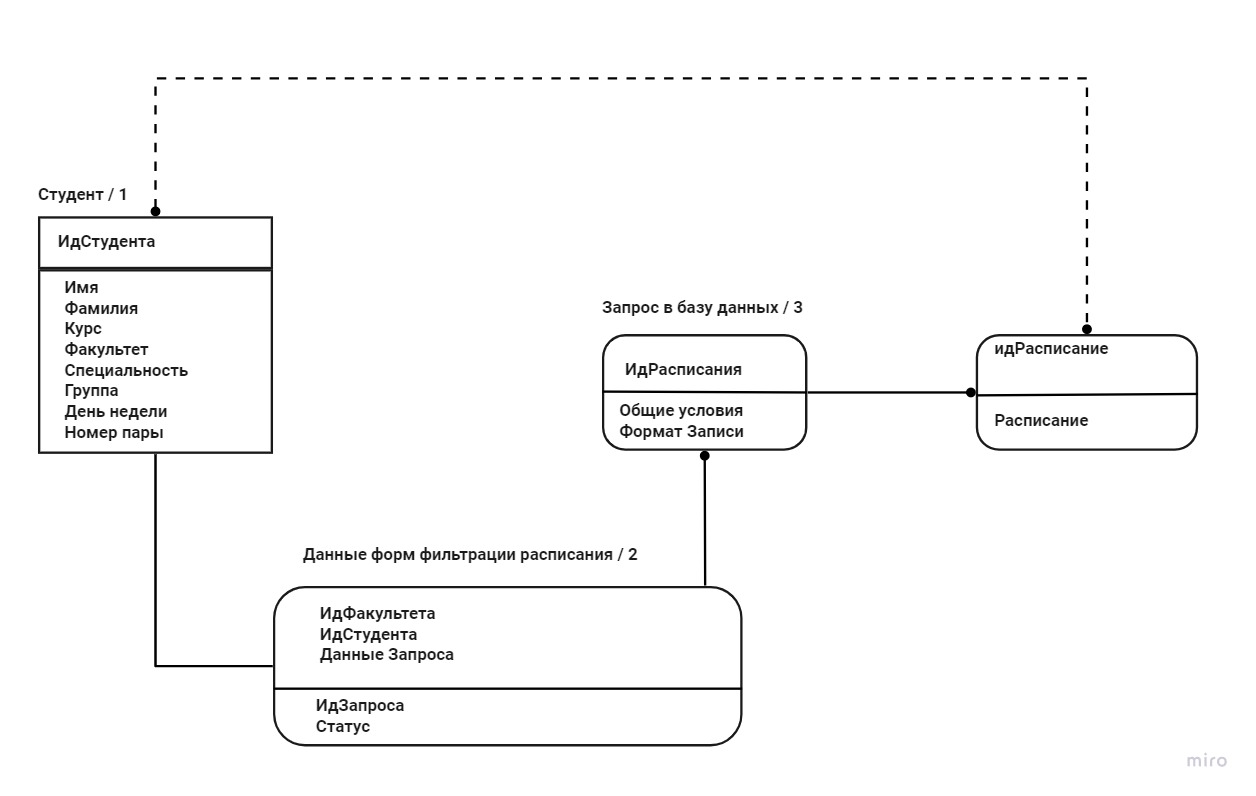 Студент / 1
ИдСтудента
Имя
Фамилия
Курс
Факультет
Специальность
Группа
День недели
Номер пары
Запрос в базу данных / 3
ИдРасписания
Общие условия
Формат Записи
идРасписание
Расписание
Данные форм фильтрации расписания / 2
ИдФакультета
ИдСтудента
Данные Запроса
ИдЗапроса
Статус
miro